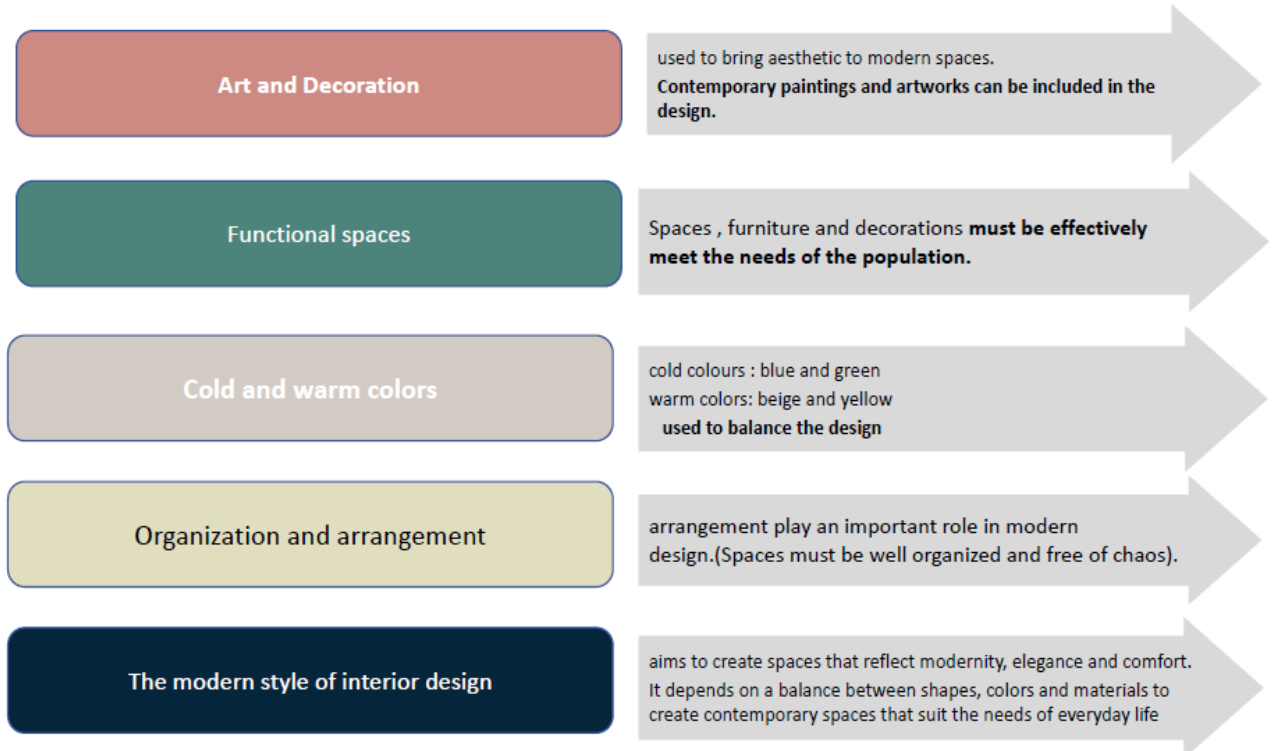 Art and Decoration
used to bring aesthetic to modern spaces.
Contemporary paintings and artworks can be included in the
design.
Functional spaces
Spaces , furniture and decorations must be effectively
meet the needs of the population.
Cold and warm colors
cold colours : blue and green
warm colors: beige and yellow
used to balance the design
Organization and arrangement
arrangement play an important role in modern
design.(Spaces must be well organized and free of chaos).
The modern style of interior design
aims to create spaces that reflect modernity, elegance and comfort.
It depends on a balance between shapes, colors and materials to
create contemporary spaces that suit the needs of everyday life